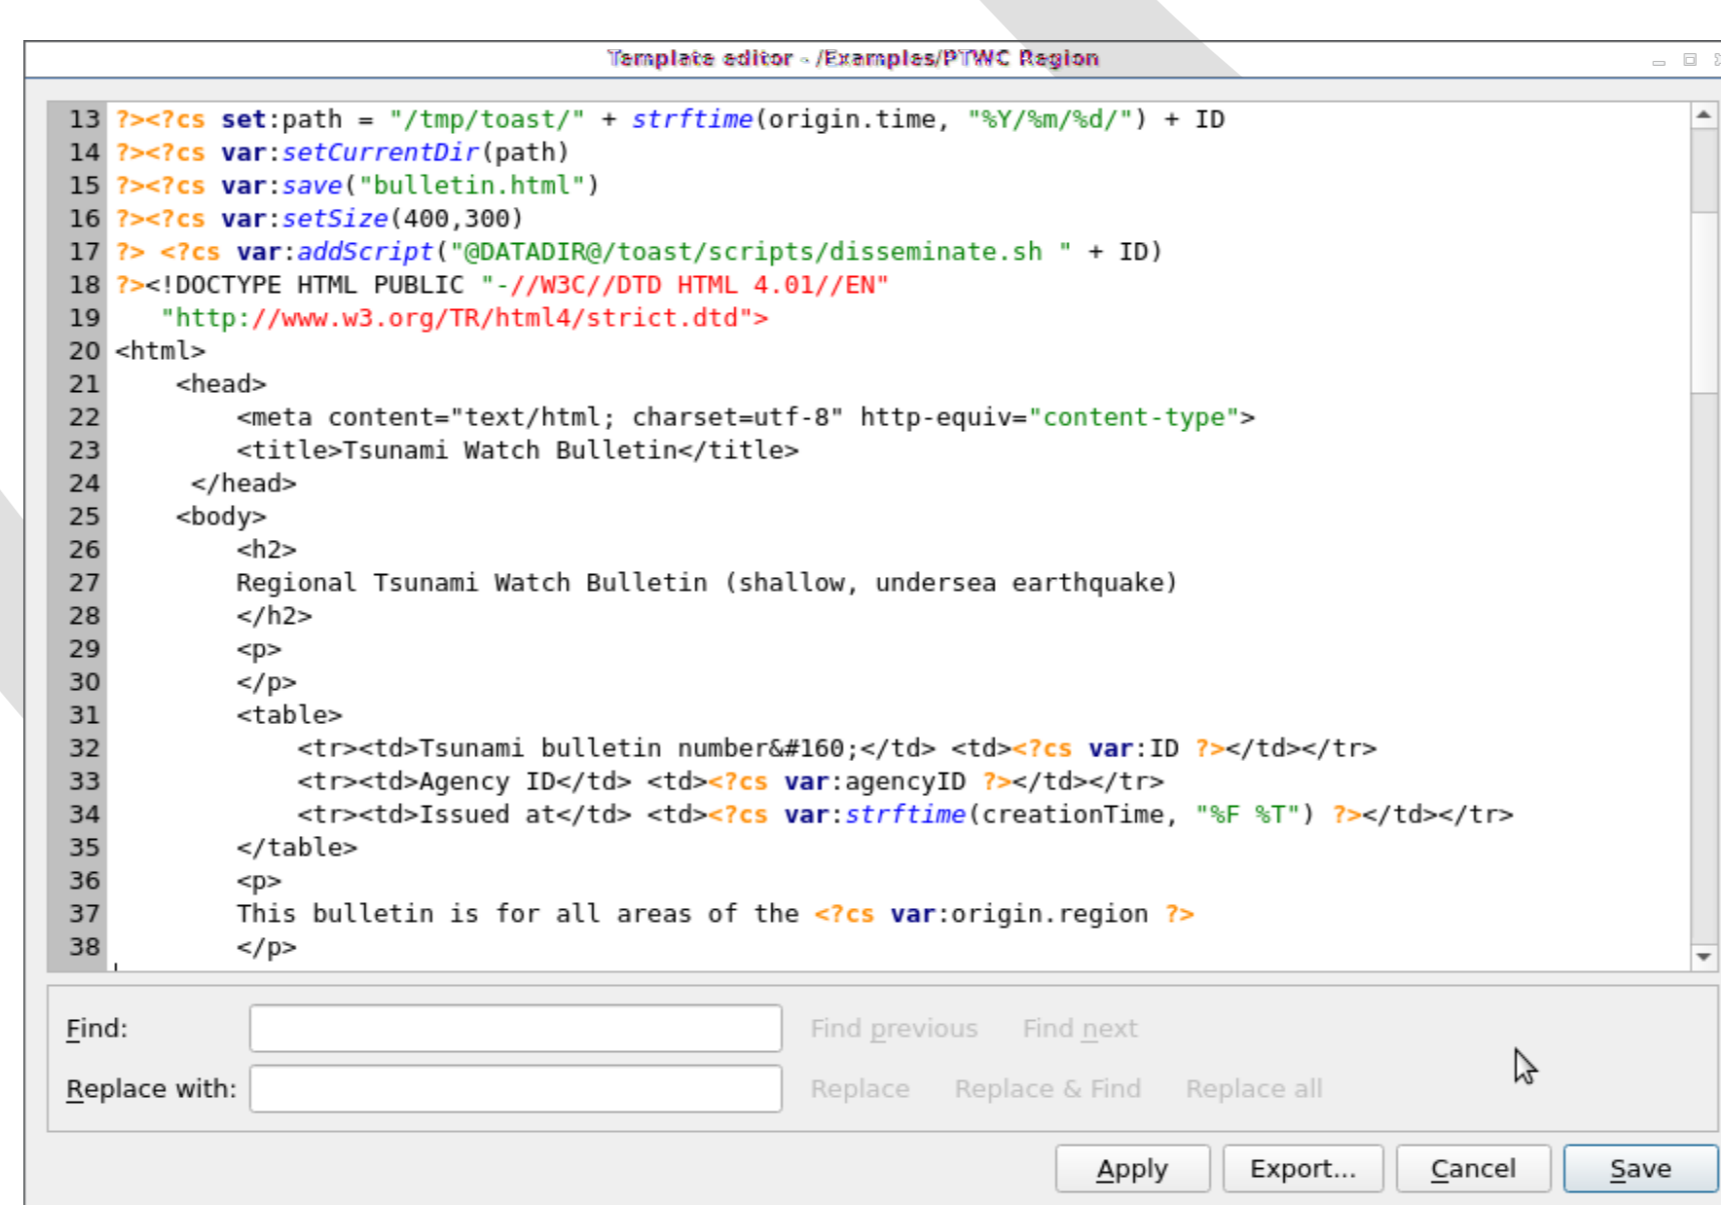 Template editor - /Examples/PTWC Region
13 ?><?cs set:path = "/tmp/toast/" + strftime(origin.time, "%Y/%m/%d/") + ID
14 ?><?cs var:setCurrentDir(path)
15 ?><?cs var:save("bulletin.html")
16 ?><?cs var:setSize(400,300)
17 ?> <?cs var:addScript("@DATADIR@/toast/scripts/disseminate.sh " + ID)
18 ?><!DOCTYPE HTML PUBLIC "-//W3C//DTD HTML 4.01//EN"
19    "http://www.w3.org/TR/html4/strict.dtd">
20 <html>
21     <head>
22         <meta content="text/html; charset=utf-8" http-equiv="content-type">
23         <title>Tsunami Watch Bulletin</title>
24      </head>
25     <body>
26         <h2>
27         Regional Tsunami Watch Bulletin (shallow, undersea earthquake)
28         </h2>
29         <p>
30         </p>
31         <table>
32             <tr><td>Tsunami bulletin number&#160;</td> <td><?cs var:ID ?></td></tr>
33             <tr><td>Agency ID</td> <td><?cs var:agencyID ?></td></tr>
34             <tr><td>Issued at</td> <td><?cs var:strftime(creationTime, "%F %T") ?></td></tr>
35         </table>
36         <p>
37         This bulletin is for all areas of the <?cs var:origin.region ?>
38         </p>
Find: Find previous Find next
Replace with: Replace Replace & Find Replace all
Apply Export... Cancel Save